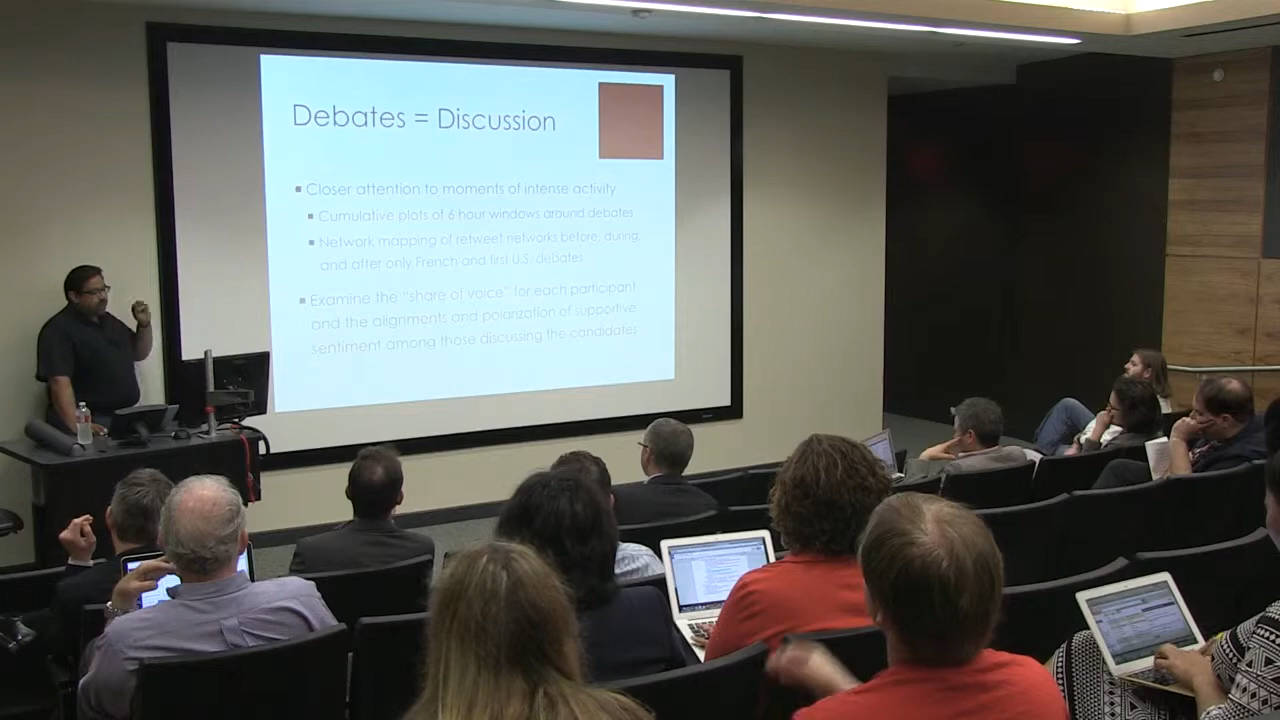 Debates = Discussion
Closer attention to moments of intense activity
Cumulative plots of 6 hour windows around debates
Network mapping of retweet networks before, during,
and after only French and first U.S. debates
Examine the "share of voice" for each participant
and the alignments and polarization of supportive
sentiment among those discussing the candidates